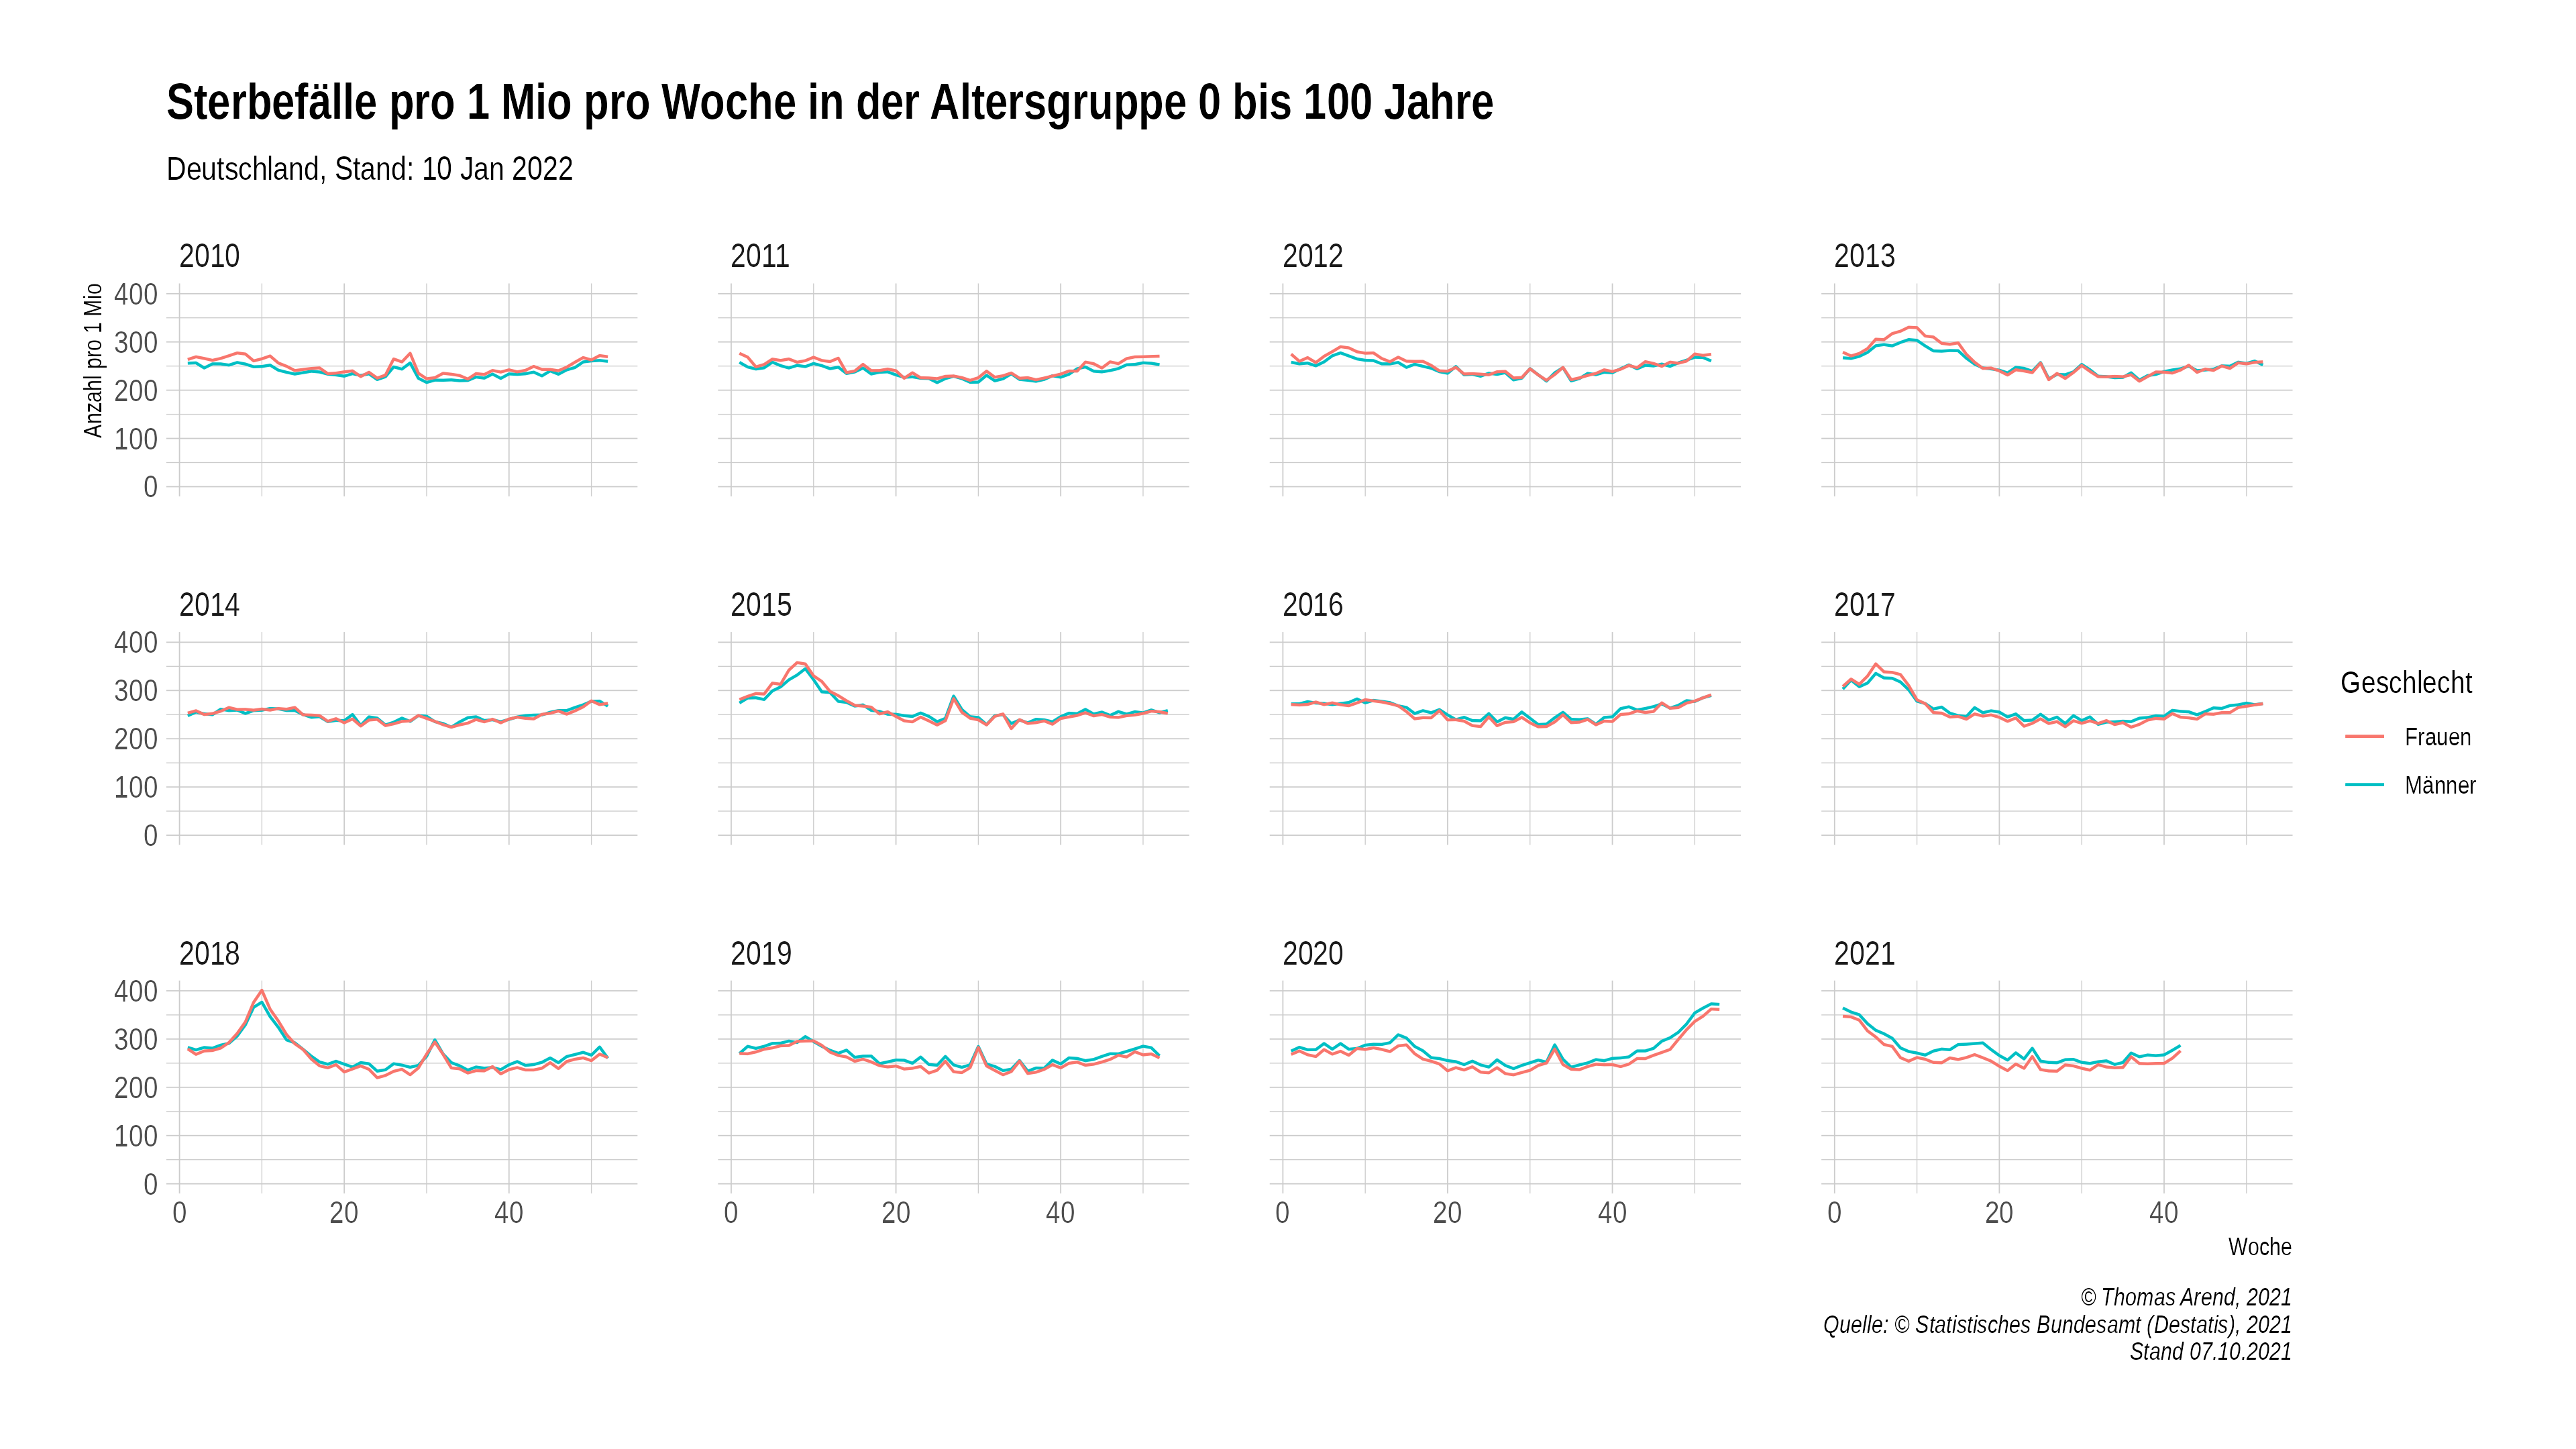 Sterbefälle pro 1 Mio pro Woche in der Altersgruppe 0 bis 100 Jahre
Deutschland, Stand: 10 Jan 2022
2010
2011
2012
2013
Anzahl pro 1 Mio
400
300
200
100
0
2014
2015
2016
2017
400
300
200
100
0
Geschlecht
Frauen
Männer
2018
2019
2020
2021
400
300
200
100
0
0 20 40
0 20 40
0 20 40
0 20 40
Woche
© Thomas Arend, 2021
Quelle: © Statistisches Bundesamt (Destatis), 2021
Stand 07.10.2021